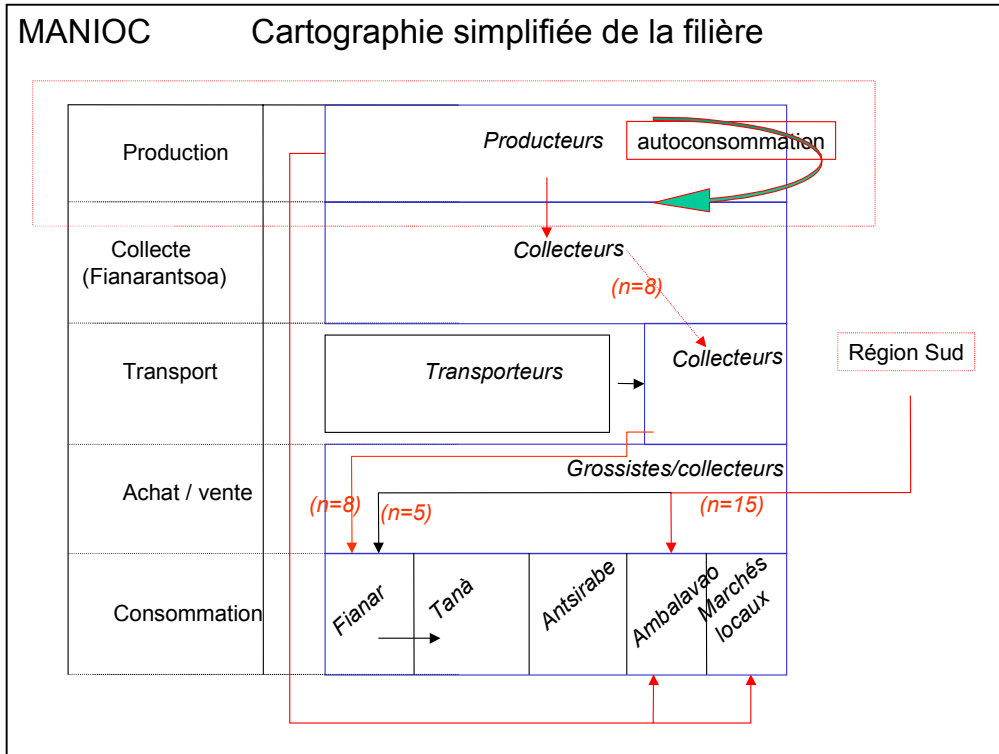 MANIOC Cartographie simplifiée de la filière
Production
Producteurs
autoconsommation
Collecte
(Fianarantsoa)
Collecteurs
(n=8)
Transport
Transporteurs
Collecteurs
Région Sud
Achat / vente
Grossistes/collecteurs
(n=8)
(n=5)
(n=15)
Consommation
Fianar
Tanà
Antsirabe
Ambalavao
Marchés
locaux